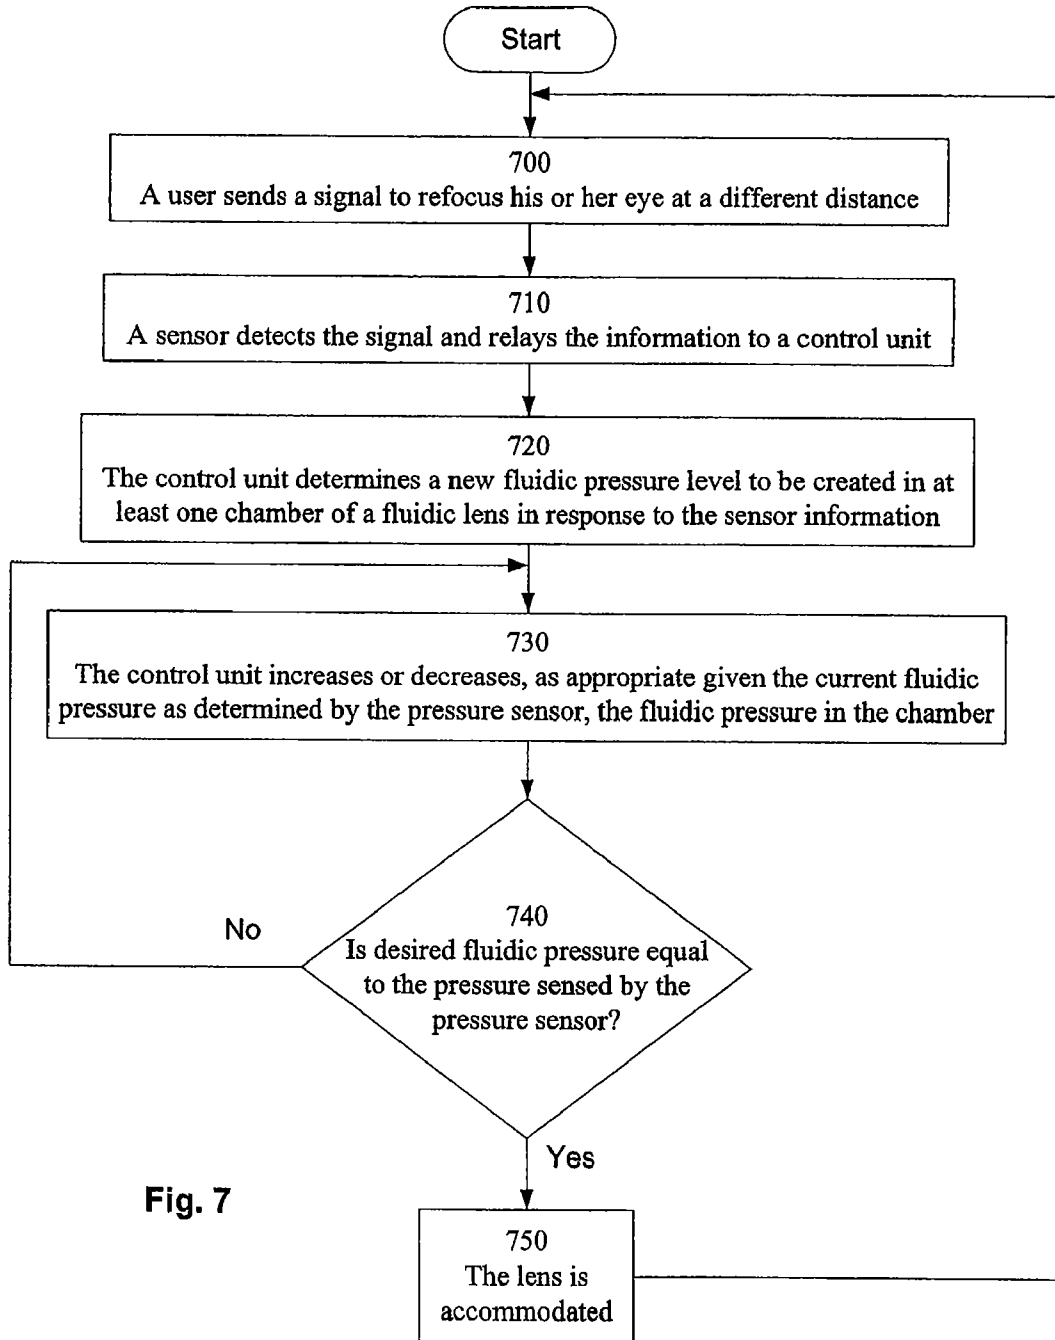 Start
700
A user sends a signal to refocus his or her eye at a different distance
710
A sensor detects the signal and relays the information to a control unit
720
The control unit determines a new fluidic pressure level to be created in at
least one chamber of a fluidic lens in response to the sensor information
730
The control unit increases or decreases, as appropriate given the current fluidic
pressure as determined by the pressure sensor, the fluidic pressure in the chamber
740
Is desired fluidic pressure equal
to the pressure sensed by the
pressure sensor?
No
Yes
Fig. 7
750
The lens is
accommodated